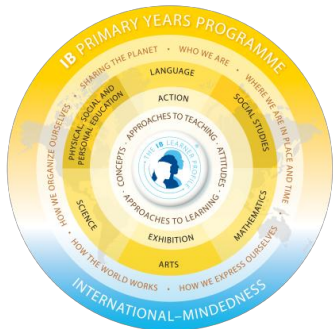 IB PRIMARY YEARS PROGRAMME
SHARING THE PLANET • WHO WE ARE • WHERE WE ARE IN PLACE AND TIME
HOW WE ORGANIZE OURSELVES • HOW THE WORLD WORKS • HOW WE EXPRESS OURSELVES
LANGUAGE
PHYSICAL, SOCIAL AND
PERSONAL EDUCATION
SOCIAL STUDIES
ACTION
APPROACHES TO TEACHING
CONCEPTS
ATTITUDES
THE IB LEARNER PROFILE
APPROACHES TO LEARNING
EXHIBITION
SCIENCE
MATHEMATICS
ARTS
INTERNATIONAL-MINDEDNESS